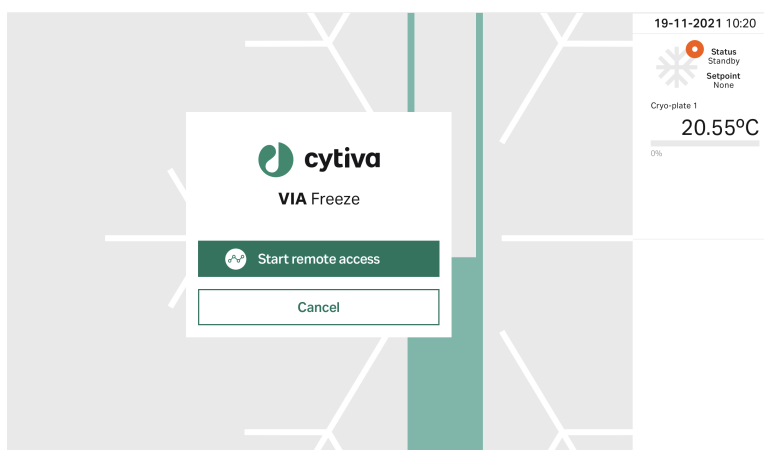 19-11-2021 10:20
Status
Standby
Setpoint
None
Cryo-plate 1
20.55ºC
0%
cytiva
VIA Freeze
Start remote access
Cancel